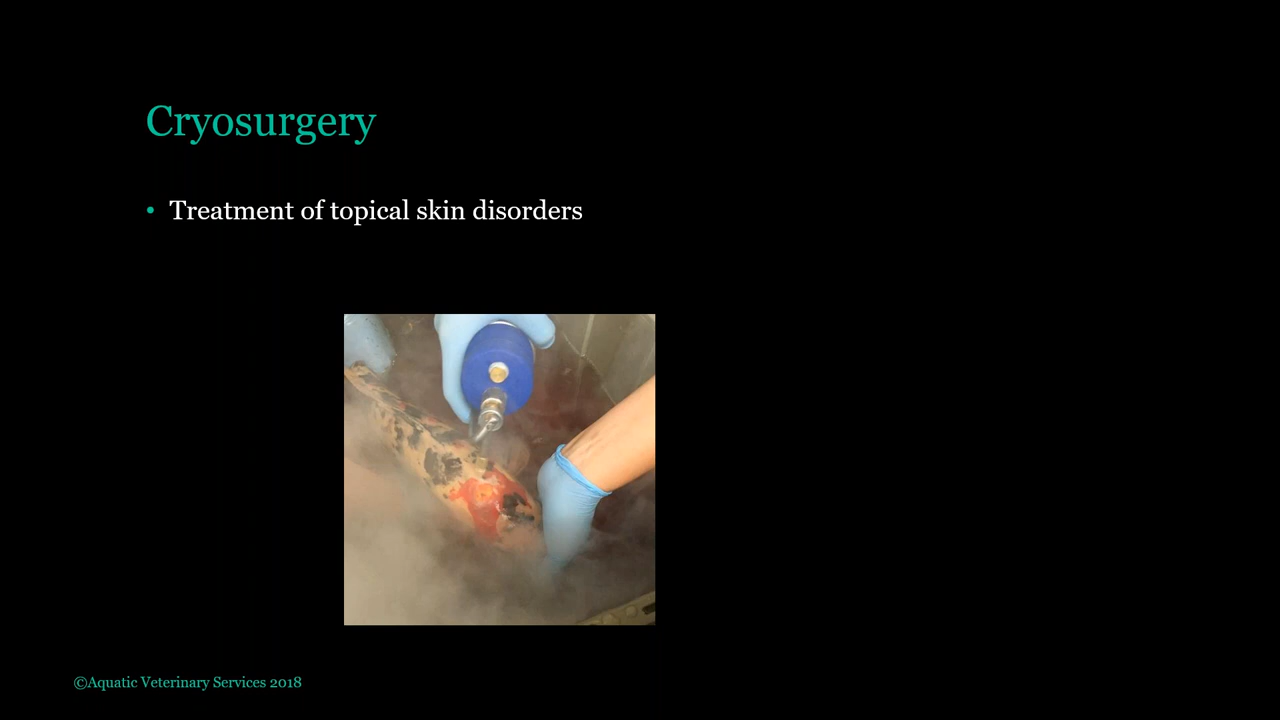 Cryosurgery
• Treatment of topical skin disorders
©Aquatic Veterinary Services 2018